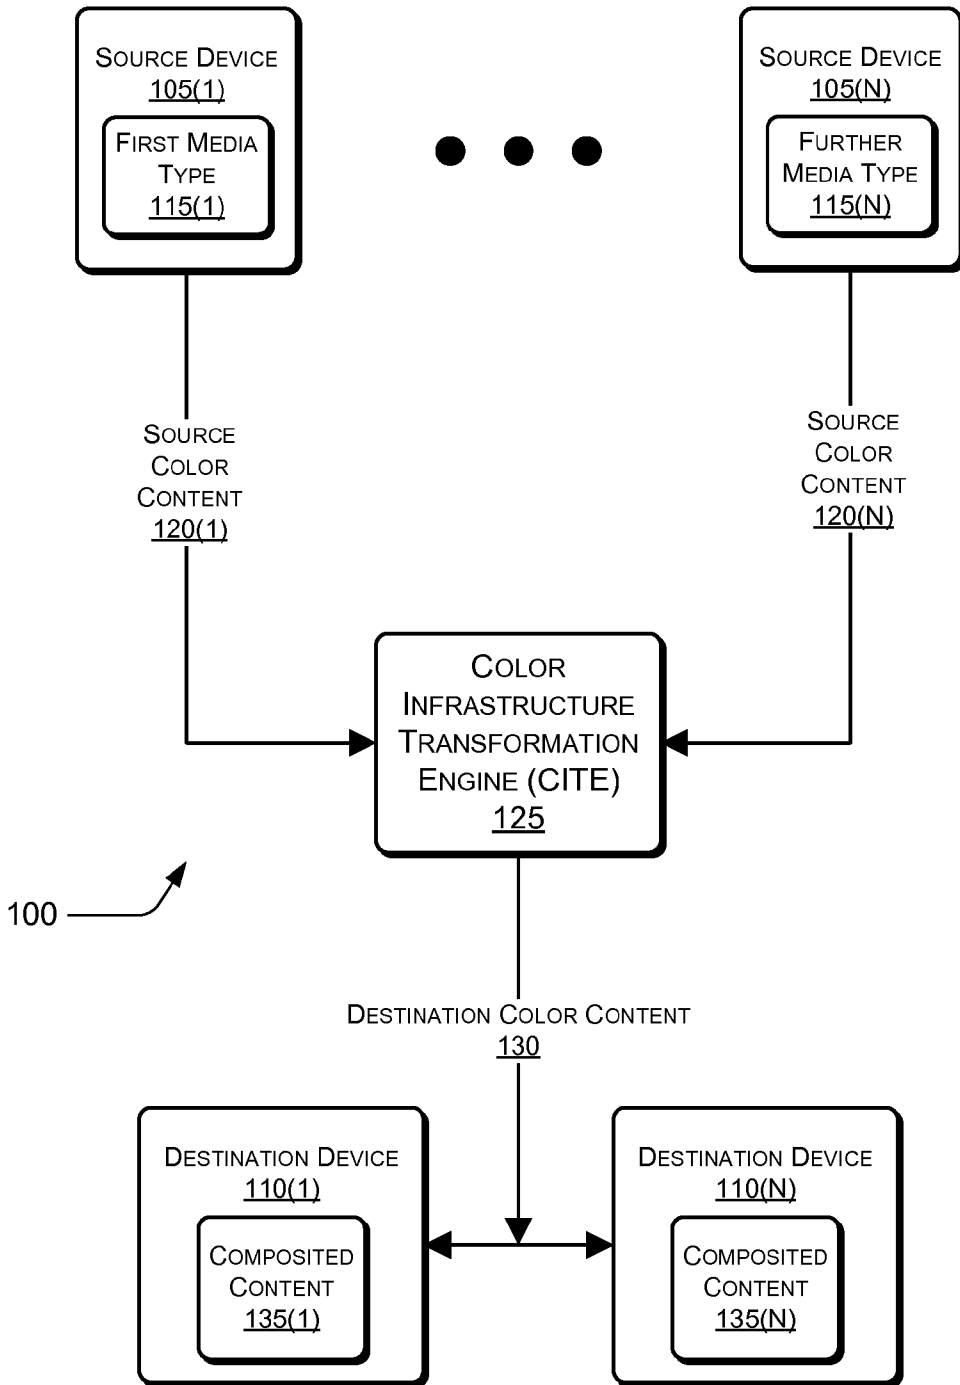 SOURCE DEVICE
105(1)
FIRST MEDIA
TYPE
115(1)
SOURCE DEVICE
105(N)
FURTHER
MEDIA TYPE
115(N)
SOURCE
COLOR
CONTENT
120(1)
SOURCE
COLOR
CONTENT
120(N)
COLOR
INFRASTRUCTURE
TRANSFORMATION
ENGINE (CITE)
125
100
DESTINATION COLOR CONTENT
130
DESTINATION DEVICE
110(1)
COMPOSITED
CONTENT
135(1)
DESTINATION DEVICE
110(N)
COMPOSITED
CONTENT
135(N)